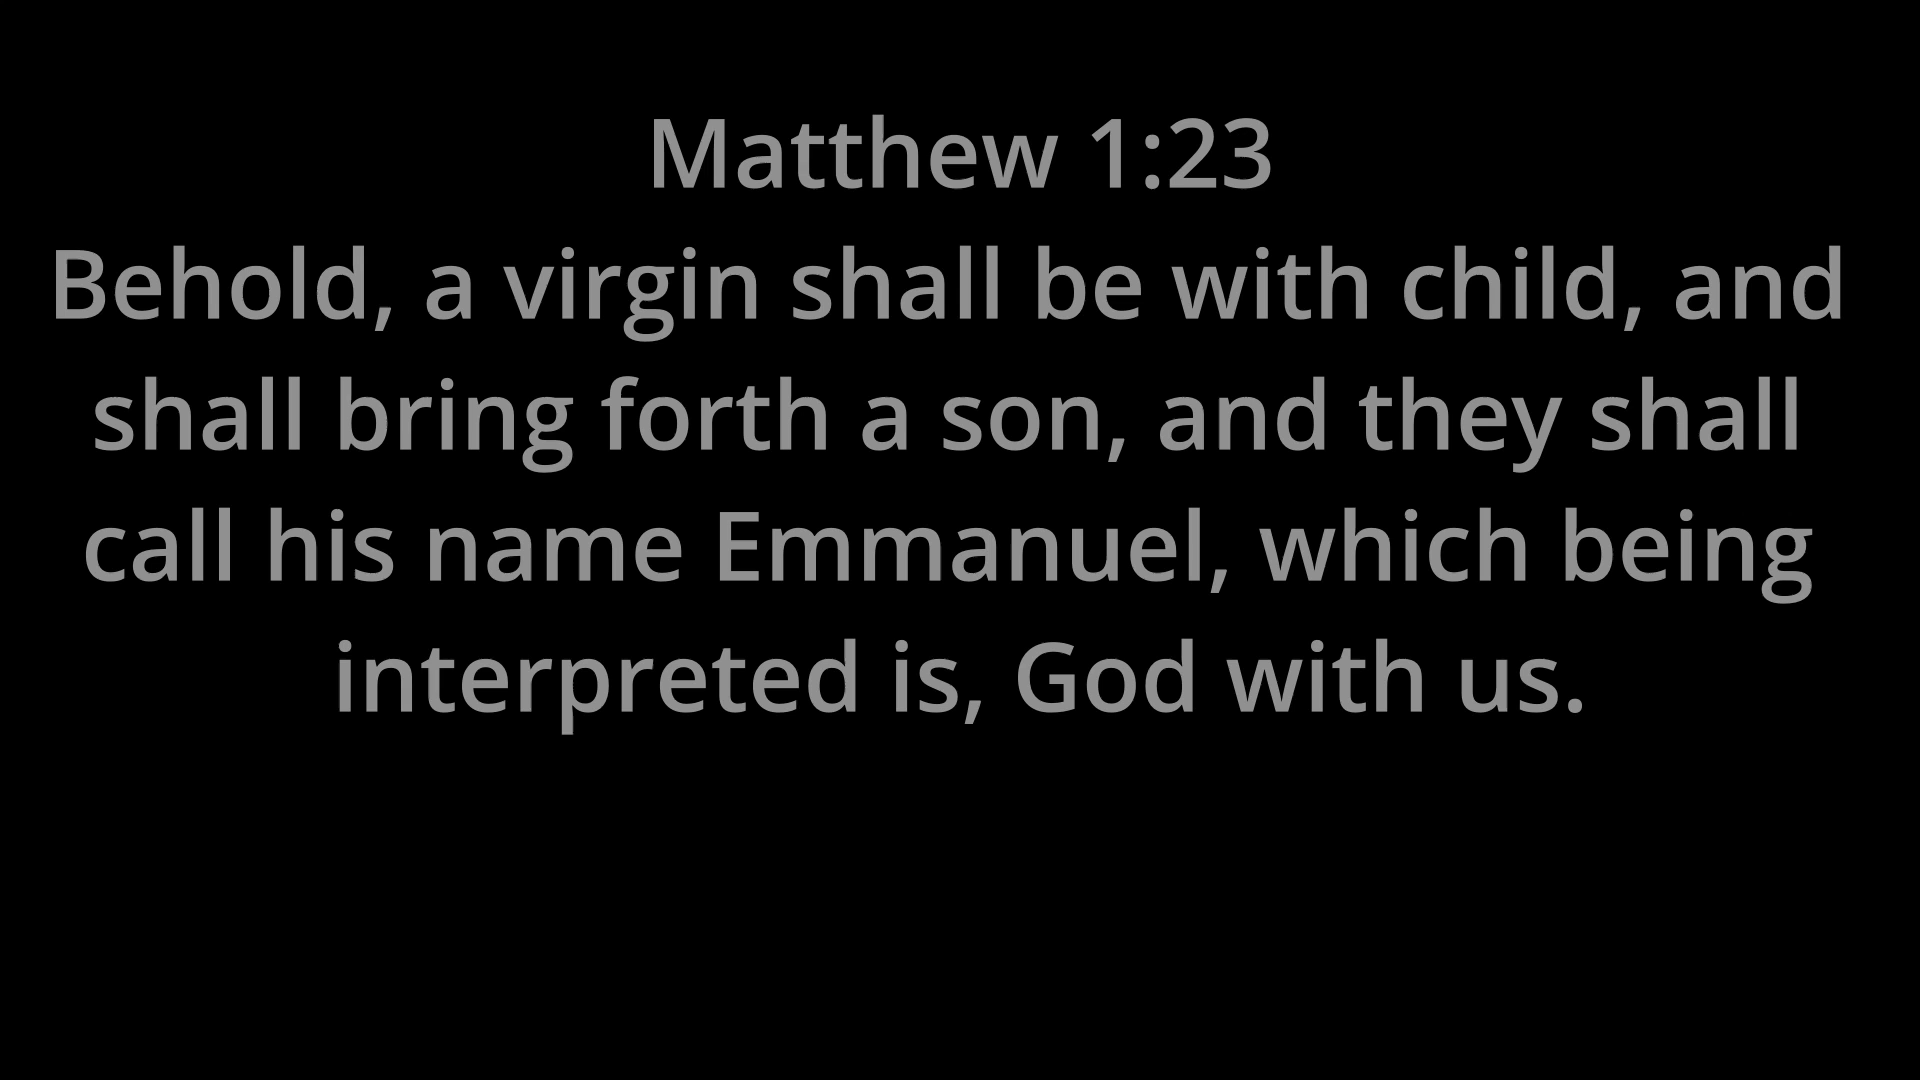 Matthew 1:23
Behold, a virgin shall be with child, and
shall bring forth a son, and they shall
call his name Emmanuel, which being
interpreted is, God with us.